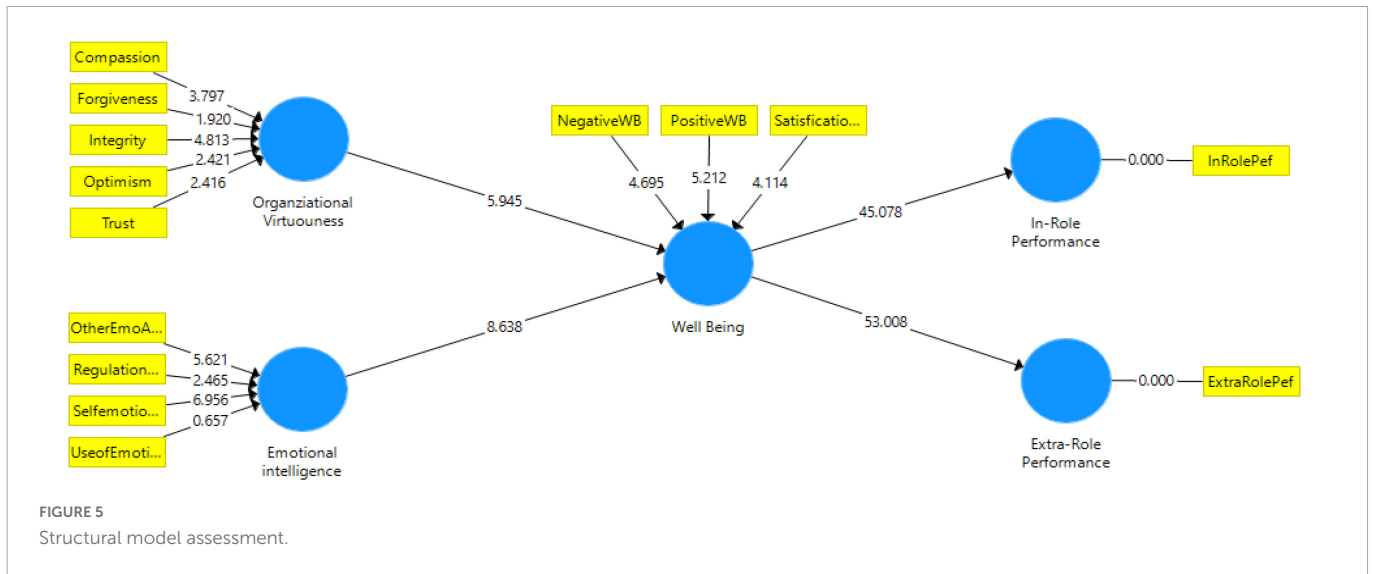 Compassion
3.797
Forgiveness
1.920
Integrity
4.813
Optimism
2.421
2.416
Trust
Organziational
Virtuouness
5.945
NegativeWB
PositiveWB
Satisficatio...
4.695
5.212
4.114
Well Being
45.078
In-Role
Performance
0.000
InRolePef
OtherEmoA...
5.621
Regulation...
2.465
Selfemotio...
6.956
0.657
UseofEmoti...
Emotional
intelligence
8.638
53.008
Extra-Role
Performance
0.000
ExtraRolePef
FIGURE 5
Structural model assessment.